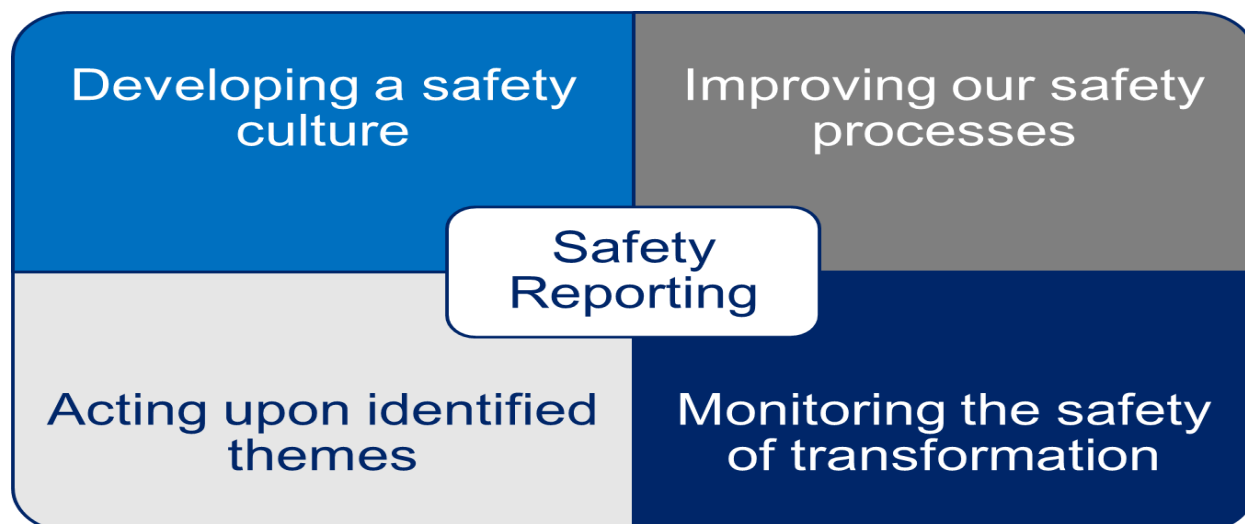 Developing a safety
culture
Improving our safety
processes
Safety
Reporting
Acting upon identified
themes
Monitoring the safety
of transformation